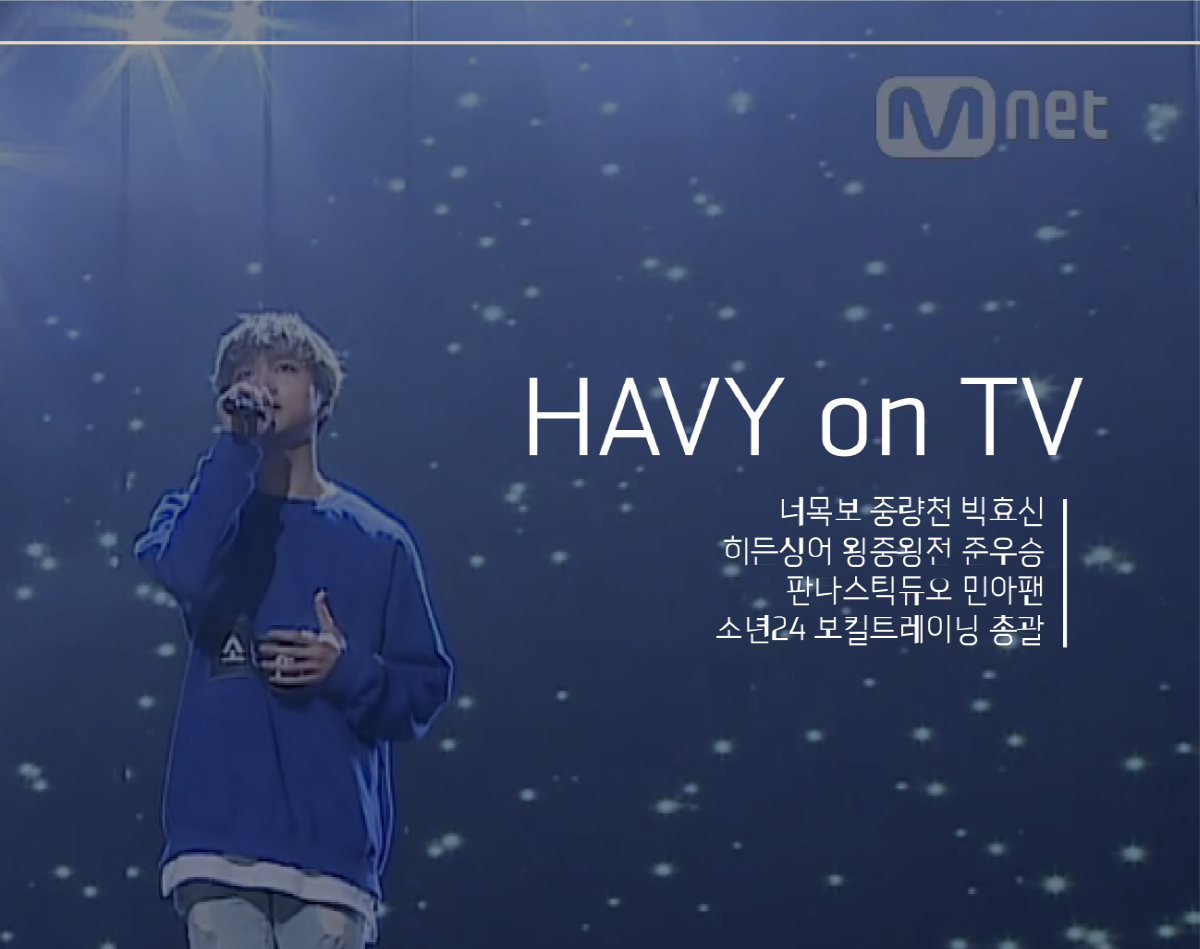 Mnet
HAVY on TV
너목보 중량천 빅효신
히든싱어 왕중왕전 준우승
판타스틱듀오 민아팬
소년24 보컬트레이닝 총괄
소